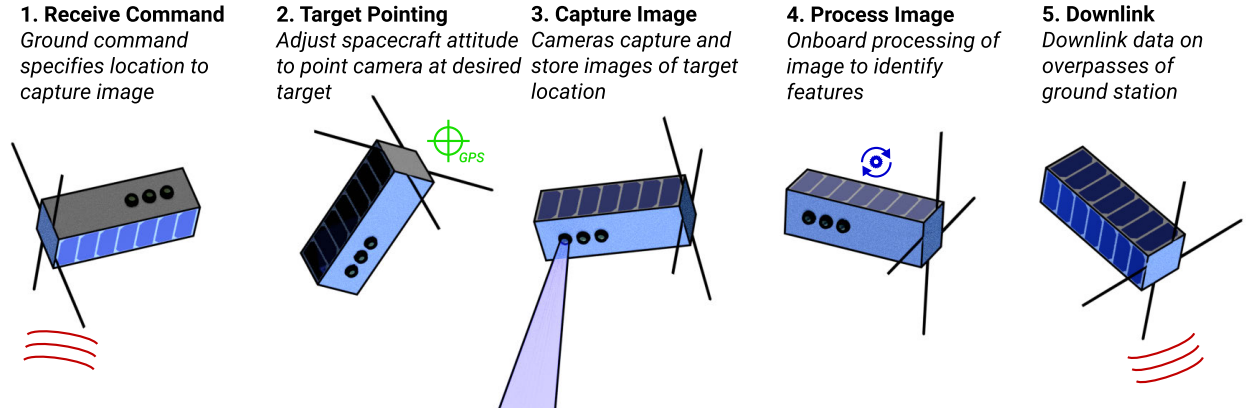 1. Receive Command
Ground command
specifies location to
capture image
2. Target Pointing
Adjust spacecraft attitude
to point camera at desired
target
GPS
3. Capture Image
Cameras capture and
store images of target
location
4. Process Image
Onboard processing of
image to identify
features
5. Downlink
Downlink data on
overpasses of
ground station